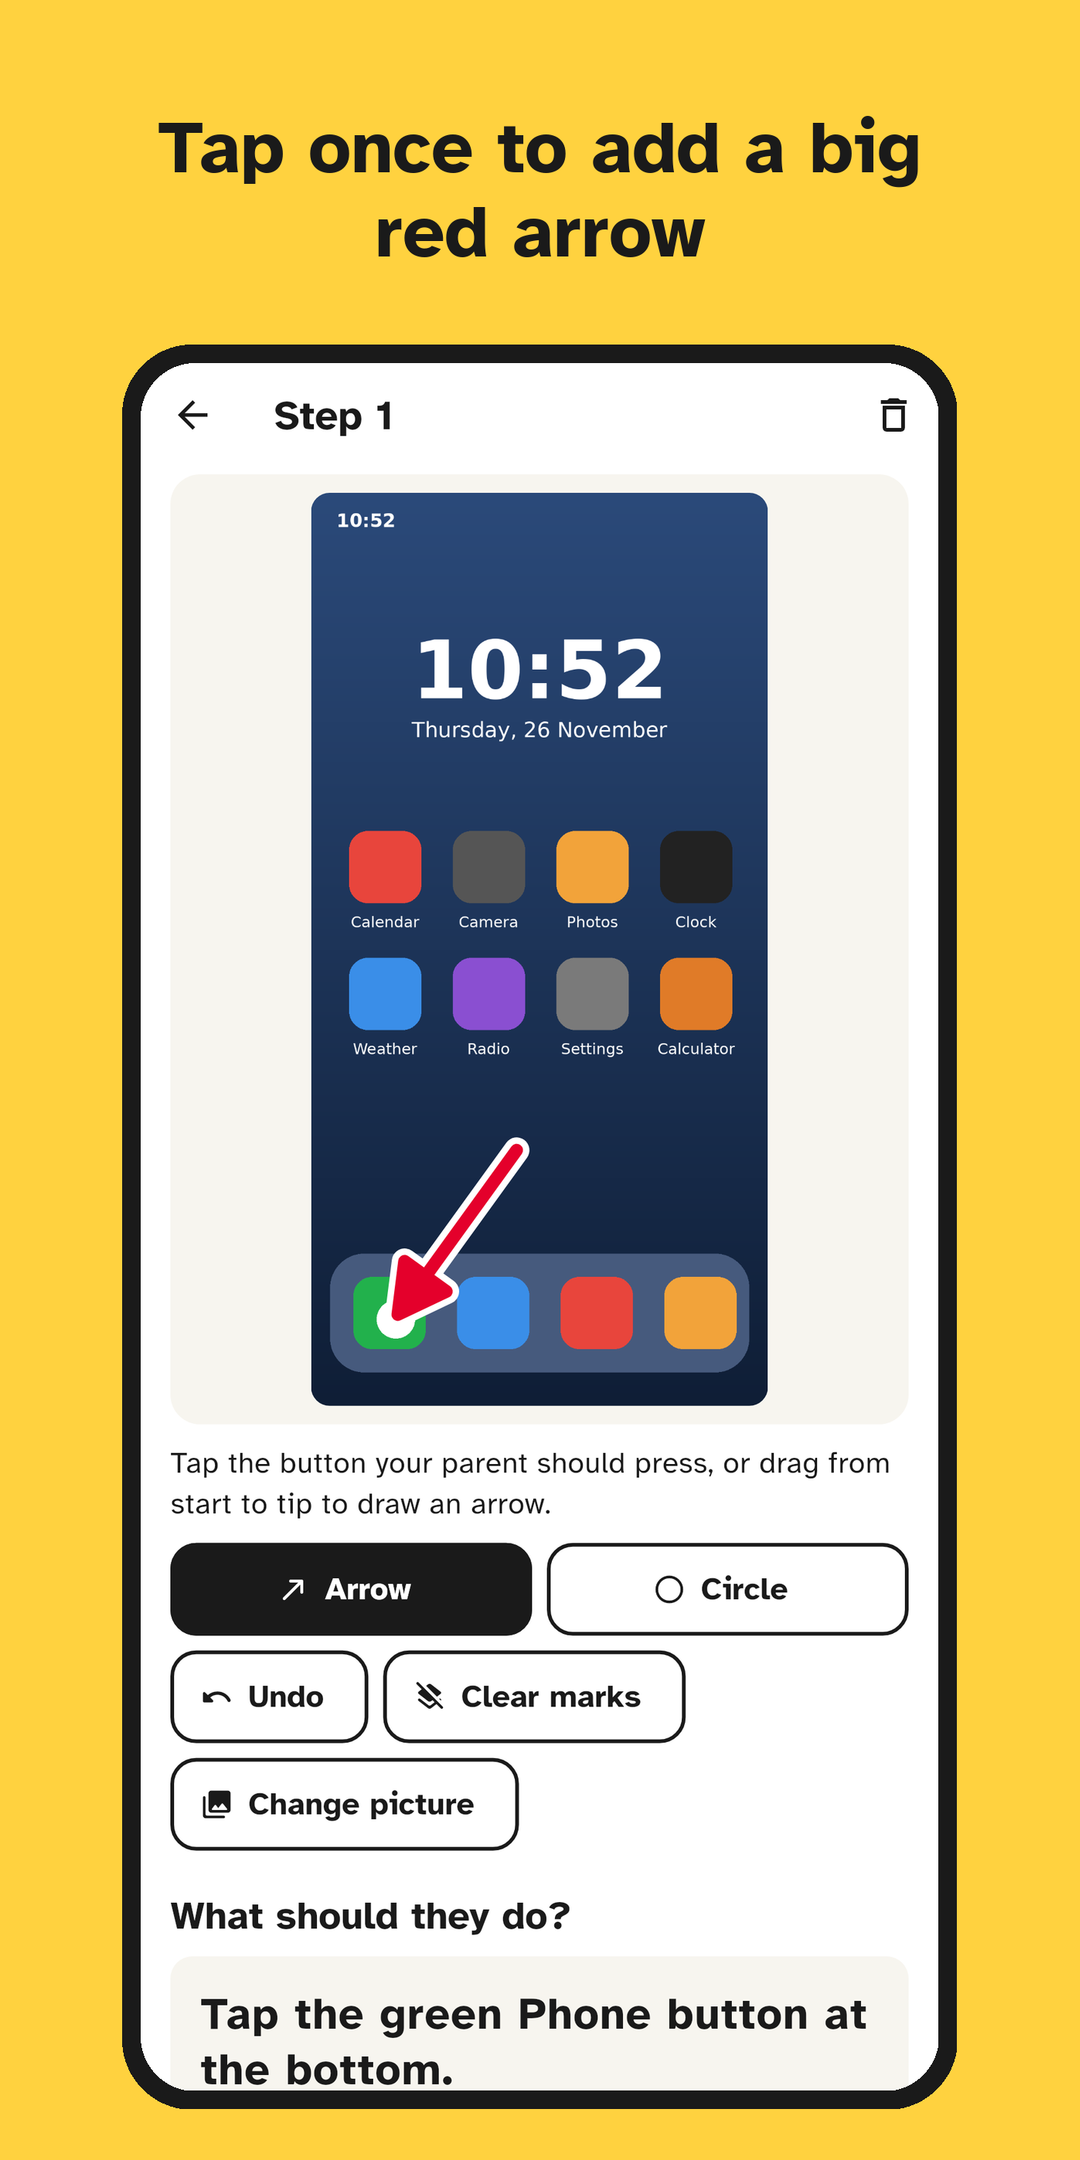 Tap once to add a big
red arrow
Step 1
10:52
10:52
Thursday, 26 November
Calendar Camera Photos Clock
Weather Radio Settings Calculator
Tap the button your parent should press, or drag from
start to tip to draw an arrow.
Arrow Circle
Undo Clear marks
Change picture
What should they do?
Tap the green Phone button at
the bottom.